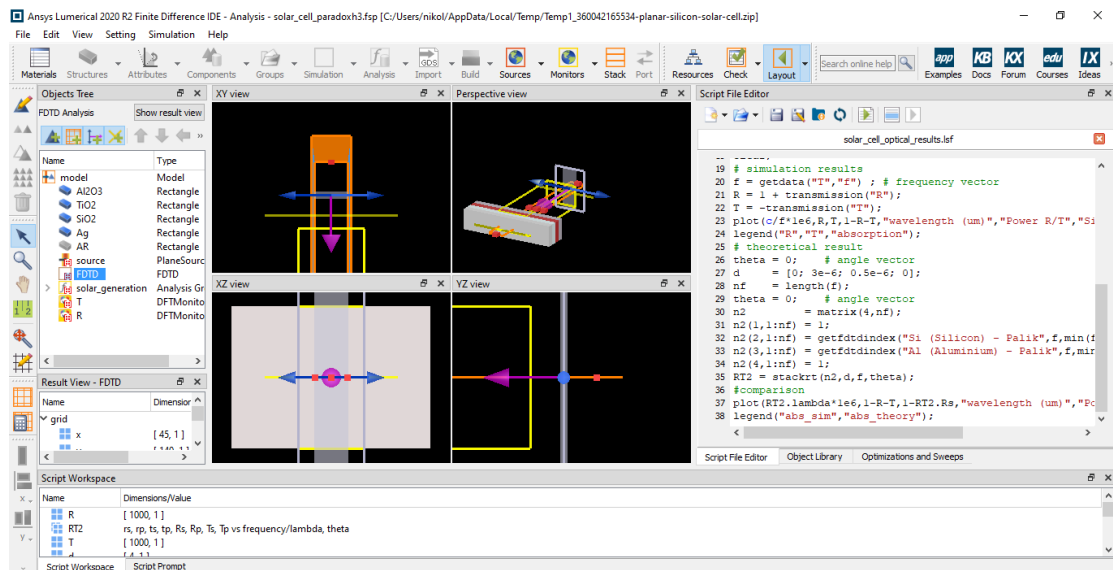 Ansys Lumerical 2020 R2 Finite Difference IDE - Analysis - solar_cell_paradoxh3.fsp [C:/Users/nikol/AppData/Local/Temp/Temp1_360042165534-planar-silicon-solar-cell.zip]
File Edit View Setting Simulation Help
Materials Structures Attributes Components Groups Simulation Analysis Import Build Sources Monitors Stack Port Resources Check Layout Search online help Examples Docs Forum Courses Ideas
GDS app KB KX edu IX
Objects Tree
FDTD Analysis Show result view
Name Type
model Model
Al2O3 Rectangle
TiO2 Rectangle
SiO2 Rectangle
Ag Rectangle
AR Rectangle
source PlaneSourc
FDTD FDTD
solar_generation Analysis Gr
T DFTMonito
R DFTMonito
Result View - FDTD
Name Dimension
grid
x [ 45, 1 ]
XY view
Perspective view
XZ view
YZ view
Script File Editor
solar_cell_optical_results.lsf
19 # simulation results
20 f = getdata("T","f") ; # frequency vector
21 R = 1 + transmission("R");
22 T = -transmission("T");
23 plot(c/f*1e6,R,T,1-R-T,"wavelength (um)","Power R/T","Si
24 legend("R","T","absorption");
25 # theoretical result
26 theta = 0; # angle vector
27 d = [0; 3e-6; 0.5e-6; 0];
28 nf = length(f);
29 theta = 0; # angle vector
30 n2 = matrix(4,nf);
31 n2(1,1:nf) = 1;
32 n2(2,1:nf) = getfdtdindex("Si (Silicon) - Palik",f,min(f
33 n2(3,1:nf) = getfdtdindex("Al (Aluminium) - Palik",f,min
34 n2(4,1:nf) = 1;
35 RT2 = stackrt(n2,d,f,theta);
36 #comparison
37 plot(RT2.lambda*1e6,1-R-T,1-RT2.Rs,"wavelength (um)","Po
38 legend("abs_sim","abs_theory");
Script File Editor Object Library Optimizations and Sweeps
Script Workspace
Name Dimensions/Value
R [ 1000, 1 ]
RT2 rs, rp, ts, tp, Rs, Rp, Ts, Tp vs frequency/lambda, theta
T [ 1000, 1 ]
d [ 4, 1 ]
Script Workspace Script Prompt